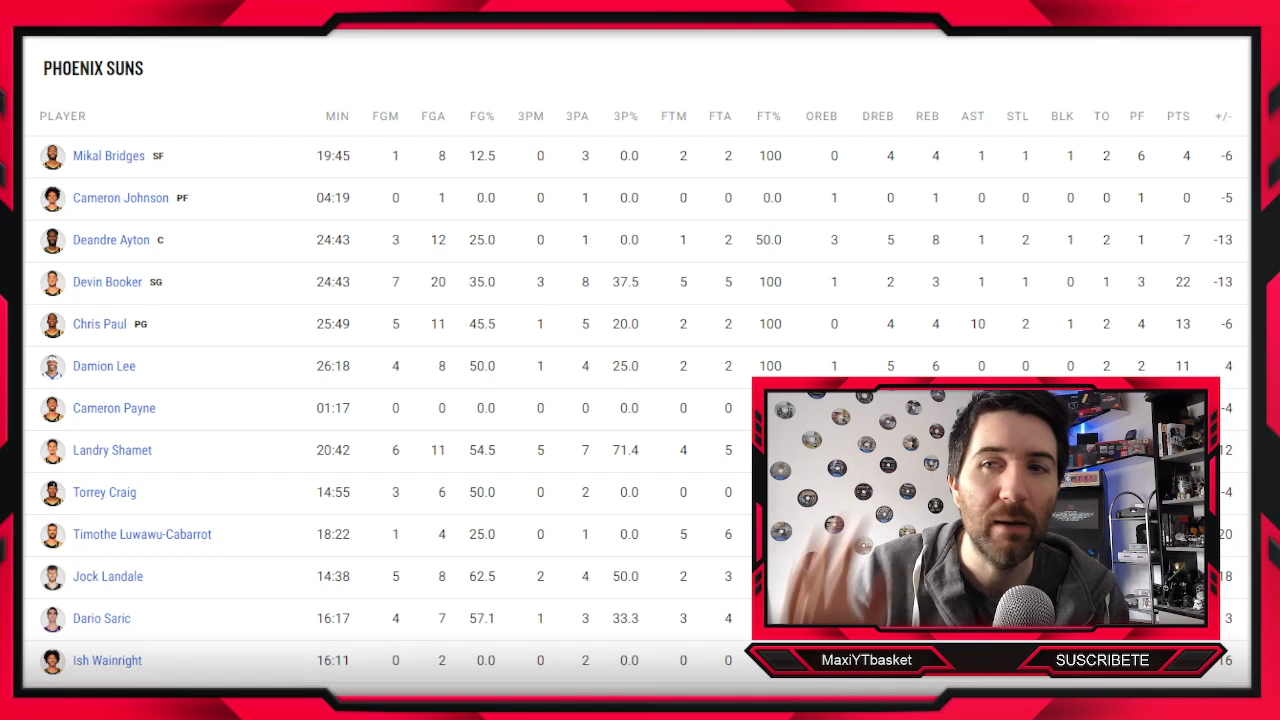 PHOENIX SUNS
PLAYER MIN FGM FGA FG% 3PM 3PA 3P% FTM FTA FT% OREB DREB REB AST STL BLK TO PF PTS +/-
Mikal Bridges SF 19:45 1 8 12.5 0 3 0.0 2 2 100 0 4 4 1 1 1 2 6 4 -6
Cameron Johnson PF 04:19 0 1 0.0 0 1 0.0 0 0 0.0 1 0 1 0 0 0 0 1 0 -5
Deandre Ayton C 24:43 3 12 25.0 0 1 0.0 1 2 50.0 3 5 8 1 2 1 2 1 7 -13
Devin Booker SG 24:43 7 20 35.0 3 8 37.5 5 5 100 1 2 3 1 1 0 1 3 22 -13
Chris Paul PG 25:49 5 11 45.5 1 5 20.0 2 2 100 0 4 4 10 2 1 2 4 13 -6
Damion Lee 26:18 4 8 50.0 1 4 25.0 2 2 100 1 5 6 0 0 0 2 2 11 4
Cameron Payne 01:17 0 0 0.0 0 0 0.0 0 0 -4
Landry Shamet 20:42 6 11 54.5 5 7 71.4 4 5 12
Torrey Craig 14:55 3 6 50.0 0 2 0.0 0 0 -4
Timothe Luwawu-Cabarrot 18:22 1 4 25.0 0 1 0.0 5 6 20
Jock Landale 14:38 5 8 62.5 2 4 50.0 2 3 18
Dario Saric 16:17 4 7 57.1 1 3 33.3 3 4 3
Ish Wainright 16:11 0 2 0.0 0 2 0.0 0 0 16
MaxiYTbasket SUSCRIBETE